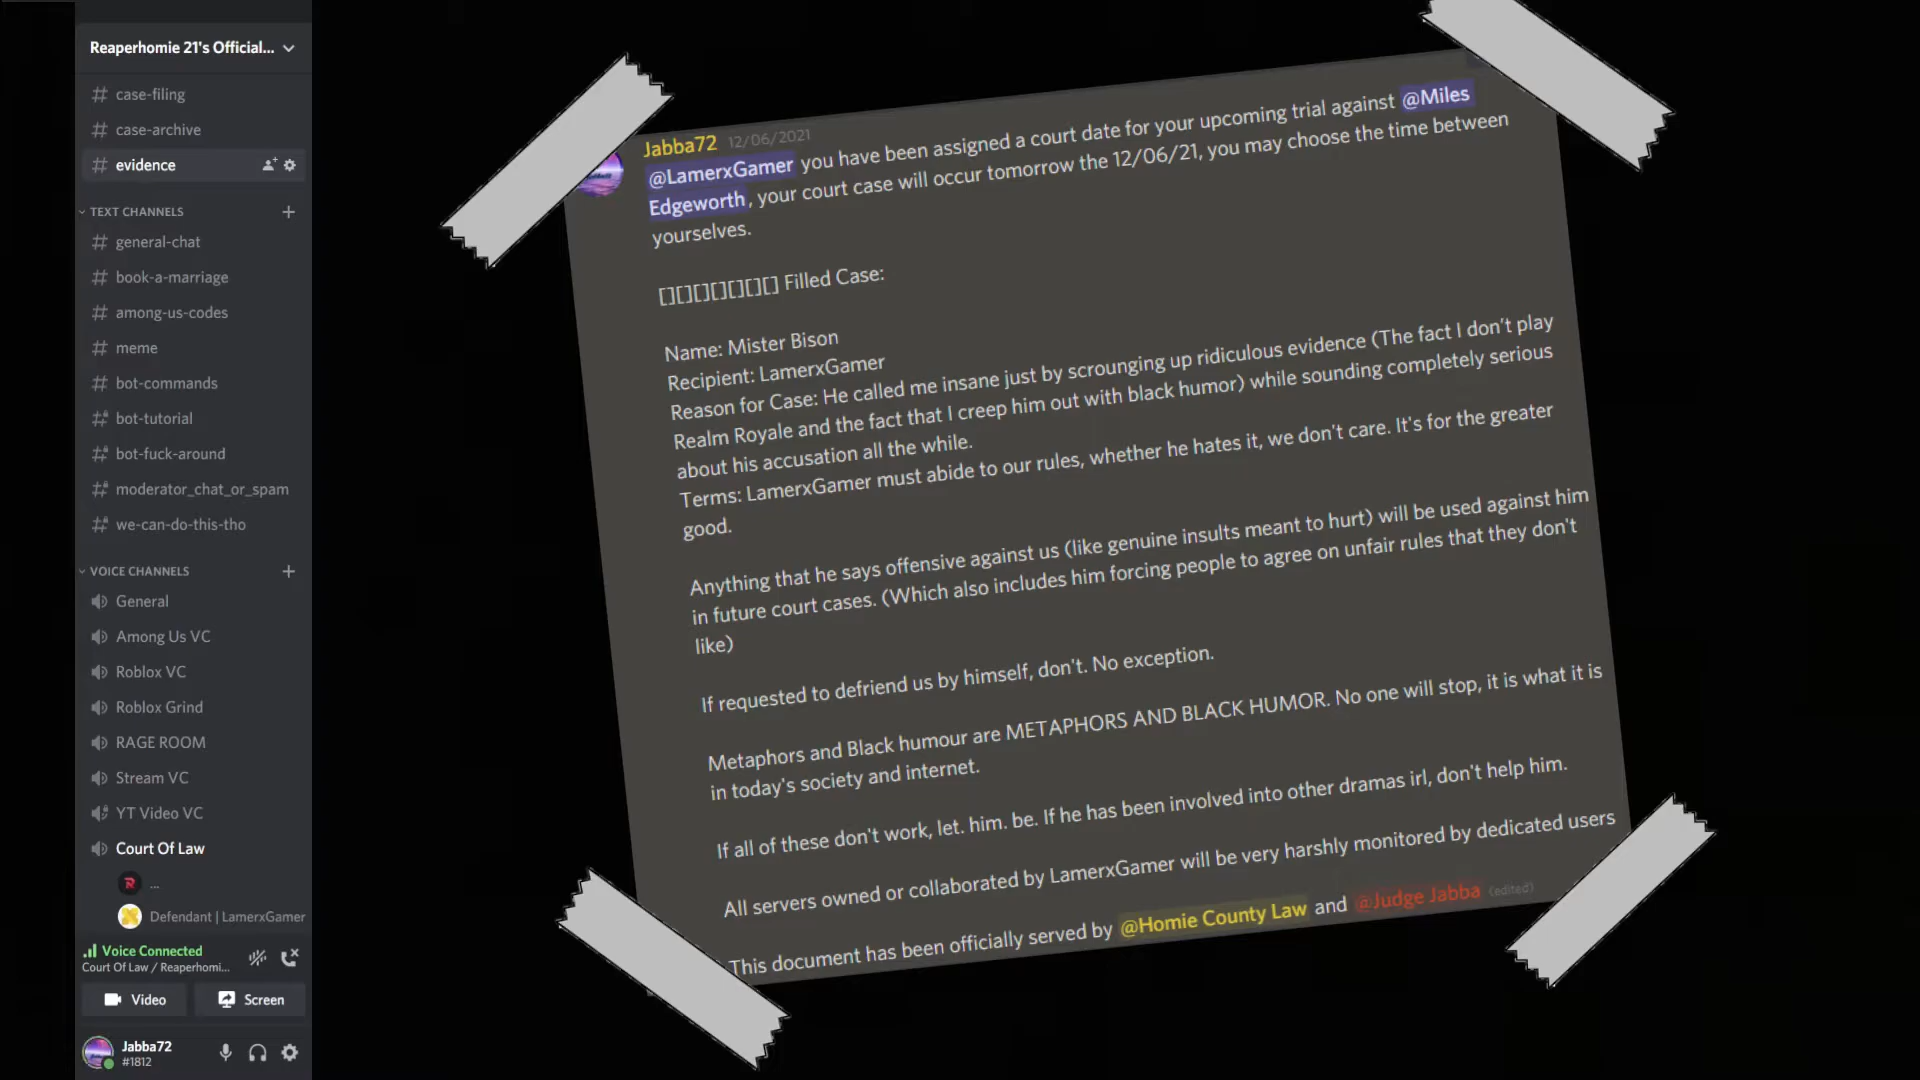 Reaperhomie 21's Official...
case-filing
case-archive
evidence
TEXT CHANNELS
general-chat
book-a-marriage
among-us-codes
meme
bot-commands
bot-tutorial
bot-fuck-around
moderator_chat_or_spam
we-can-do-this-tho
VOICE CHANNELS
General
Among Us VC
Roblox VC
Roblox Grind
RAGE ROOM
Stream VC
YT Video VC
Court Of Law
...
Defendant | LamerxGamer
Voice Connected
Court Of Law / Reaperhomi...
Video Screen
Jabba72
#1812
Jabba72 12/06/2021
@LamerxGamer you have been assigned a court date for your upcoming trial against @Miles
Edgeworth, your court case will occur tomorrow the 12/06/21, you may choose the time between
yourselves.
[][][][][][][] Filled Case:
Name: Mister Bison
Recipient: LamerxGamer
Reason for Case: He called me insane just by scrounging up ridiculous evidence (The fact I don't play
Realm Royale and the fact that I creep him out with black humor) while sounding completely serious
about his accusation all the while.
Terms: LamerxGamer must abide to our rules, whether he hates it, we don't care. It's for the greater
good.
Anything that he says offensive against us (like genuine insults meant to hurt) will be used against him
in future court cases. (Which also includes him forcing people to agree on unfair rules that they don't
like)
If requested to defriend us by himself, don't. No exception.
Metaphors and Black humour are METAPHORS AND BLACK HUMOR. No one will stop, it is what it is
in today's society and internet.
If all of these don't work, let. him. be. If he has been involved into other dramas irl, don't help him.
All servers owned or collaborated by LamerxGamer will be very harshly monitored by dedicated users
This document has been officially served by @Homie County Law and @Judge Jabba (edited)